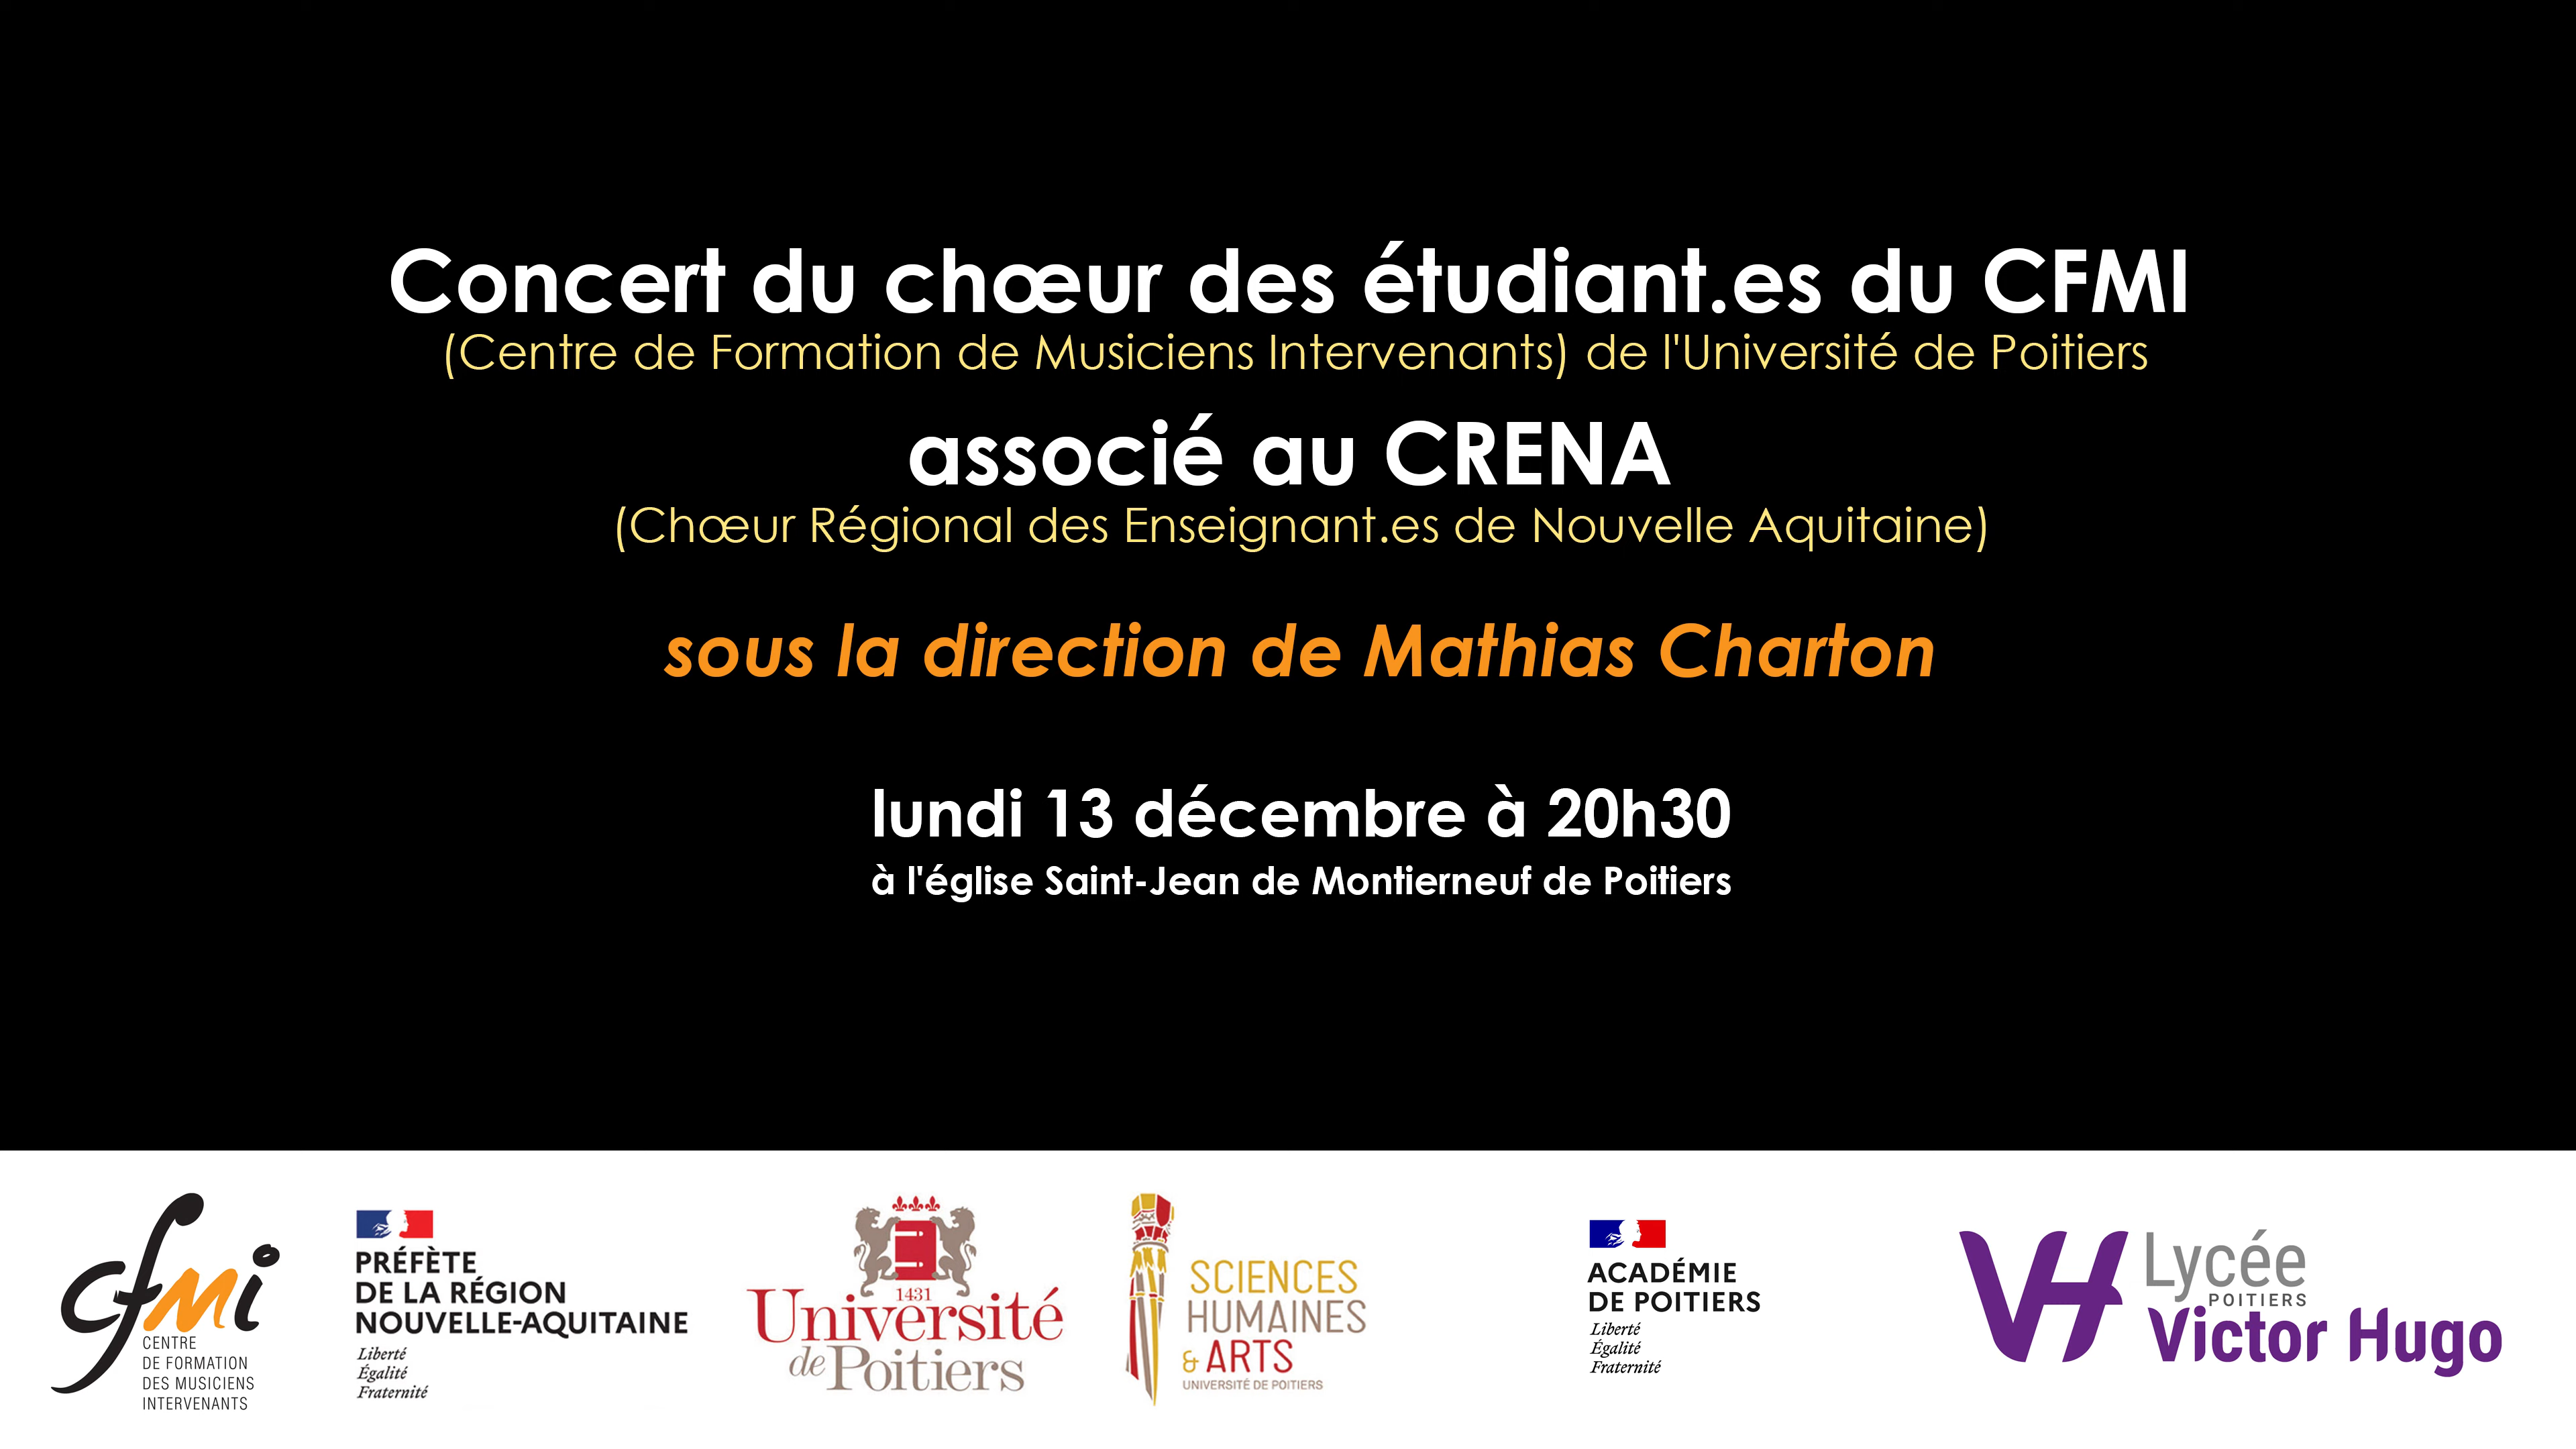 Concert du chœur des étudiant.es du CFMI
(Centre de Formation de Musiciens Intervenants) de l'Université de Poitiers
associé au CRENA
(Chœur Régional des Enseignant.es de Nouvelle Aquitaine)
sous la direction de Mathias Charton
lundi 13 décembre à 20h30
à l'église Saint-Jean de Montierneuf de Poitiers
cfmi
CENTRE
DE FORMATION
DES MUSICIENS
INTERVENANTS
PRÉFÈTE
DE LA RÉGION
NOUVELLE-AQUITAINE
Liberté
Égalité
Fraternité
1431
Université
de Poitiers
SCIENCES
HUMAINES
& ARTS
UNIVERSITÉ DE POITIERS
ACADÉMIE
DE POITIERS
Liberté
Égalité
Fraternité
VH
Lycée
POITIERS
Victor Hugo